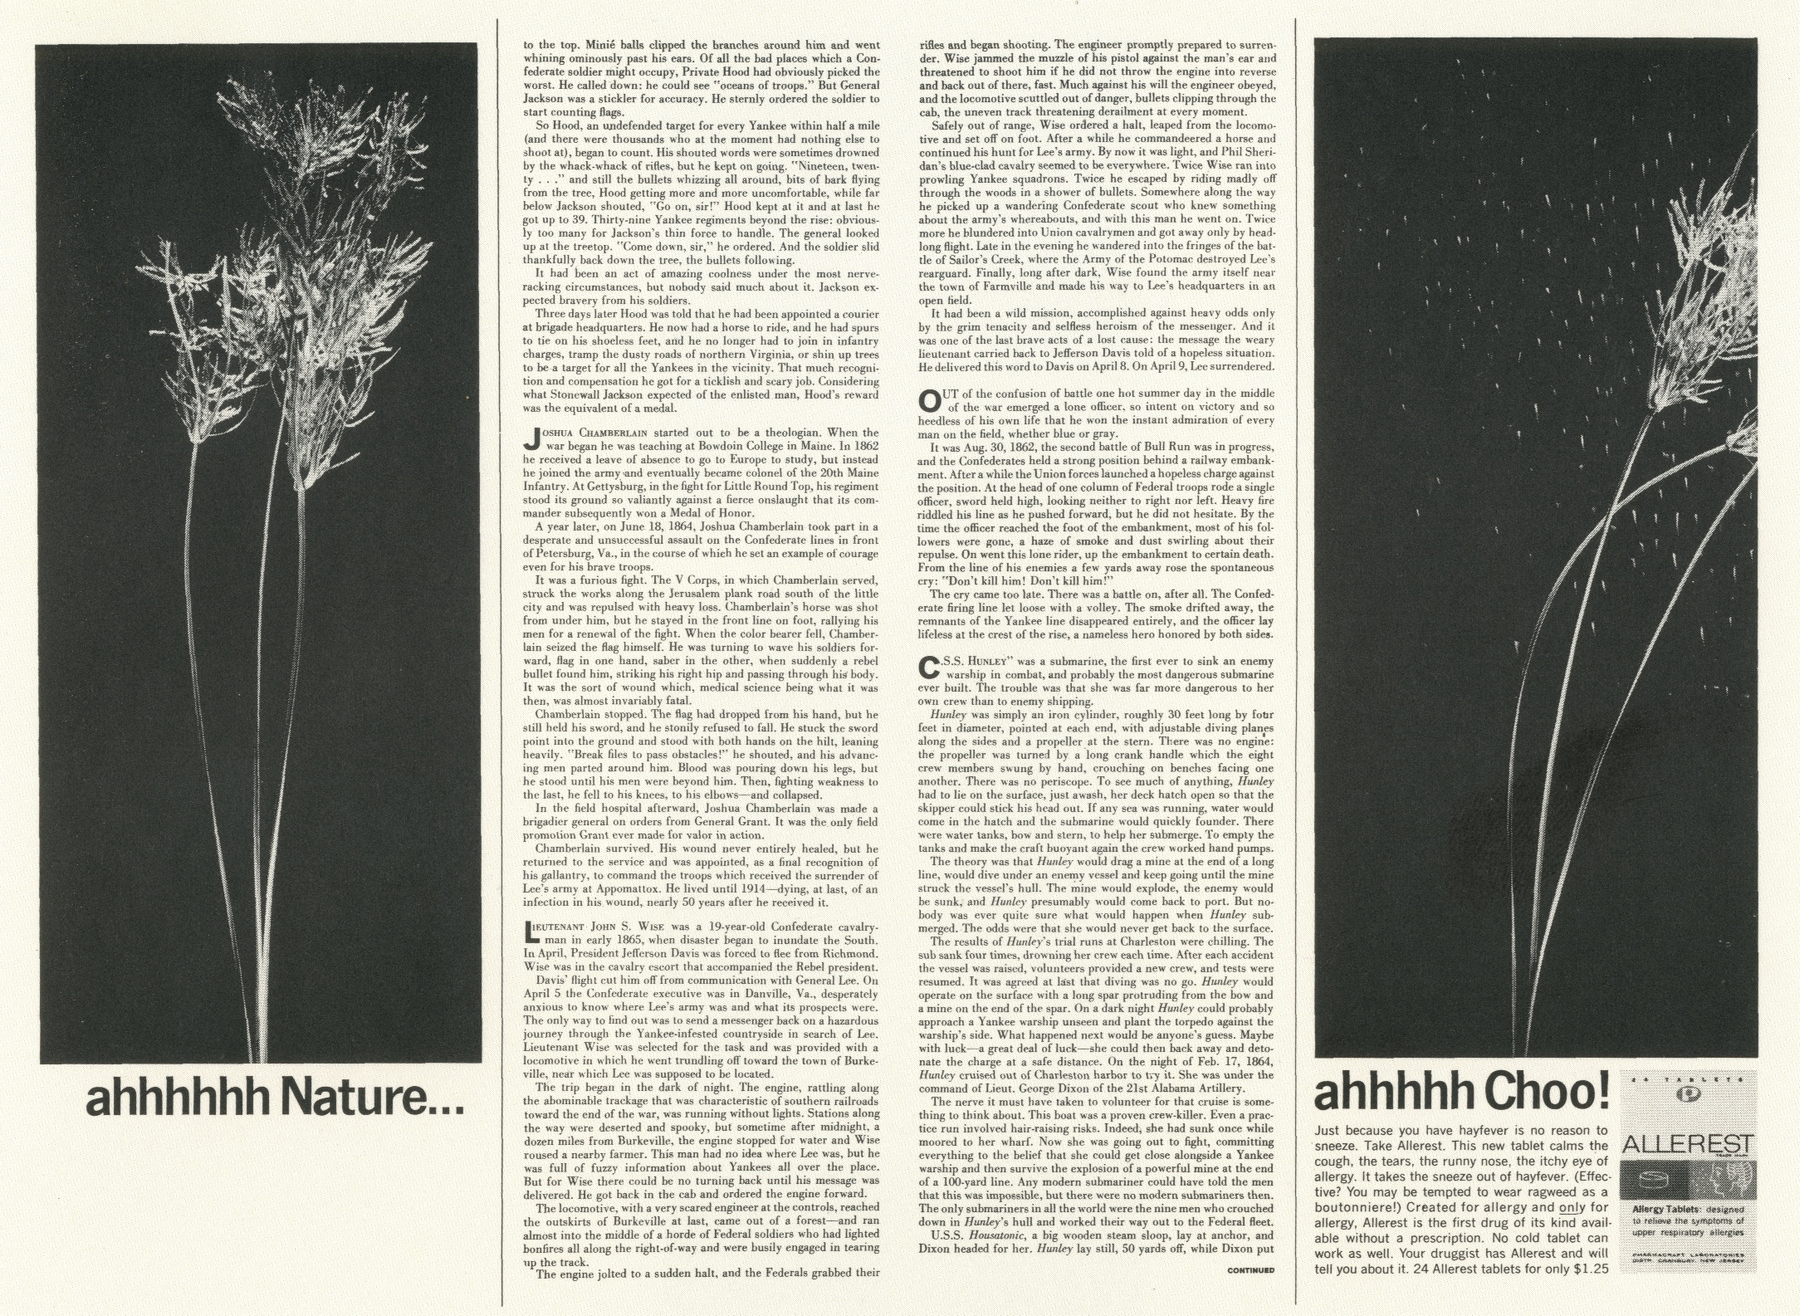 ahhhhhh Nature...
to the top. Minié balls clipped the branches around him and went
whining ominously past his ears. Of all the bad places which a Con-
federate soldier might occupy, Private Hood had obviously picked the
worst. He called down: he could see "oceans of troops." But General
Jackson was a stickler for accuracy. He sternly ordered the soldier to
start counting flags.
So Hood, an undefended target for every Yankee within half a mile
(and there were thousands who at the moment had nothing else to
shoot at), began to count. His shouted words were sometimes drowned
by the whack-whack of rifles, but he kept on going. "Nineteen, twen-
ty . . ." and still the bullets whizzing all around, bits of bark flying
from the tree, Hood getting more and more uncomfortable, while far
below Jackson shouted, "Go on, sir!" Hood kept at it and at last he
got up to 39. Thirty-nine Yankee regiments beyond the rise: obvious-
ly too many for Jackson's thin force to handle. The general looked
up at the treetop. "Come down, sir," he ordered. And the soldier slid
thankfully back down the tree, the bullets following.
It had been an act of amazing coolness under the most nerve-
racking circumstances, but nobody said much about it. Jackson ex-
pected bravery from his soldiers.
Three days later Hood was told that he had been appointed a courier
at brigade headquarters. He now had a horse to ride, and he had spurs
to tie on his shoeless feet, and he no longer had to join in infantry
charges, tramp the dusty roads of northern Virginia, or shin up trees
to be a target for all the Yankees in the vicinity. That much recogni-
tion and compensation he got for a ticklish and scary job. Considering
what Stonewall Jackson expected of the enlisted man, Hood's reward
was the equivalent of a medal.
JOSHUA CHAMBERLAIN started out to be a theologian. When the
war began he was teaching at Bowdoin College in Maine. In 1862
he received a leave of absence to go to Europe to study, but instead
he joined the army and eventually became colonel of the 20th Maine
Infantry. At Gettysburg, in the fight for Little Round Top, his regiment
stood its ground so valiantly against a fierce onslaught that its com-
mander subsequently won a Medal of Honor.
A year later, on June 18, 1864, Joshua Chamberlain took part in a
desperate and unsuccessful assault on the Confederate lines in front
of Petersburg, Va., in the course of which he set an example of courage
even for his brave troops.
It was a furious fight. The V Corps, in which Chamberlain served,
struck the works along the Jerusalem plank road south of the little
city and was repulsed with heavy loss. Chamberlain's horse was shot
from under him, but he stayed in the front line on foot, rallying his
men for a renewal of the fight. When the color bearer fell, Chamber-
lain seized the flag himself. He was turning to wave his soldiers for-
ward, flag in one hand, saber in the other, when suddenly a rebel
bullet found him, striking his right hip and passing through his body.
It was the sort of wound which, medical science being what it was
then, was almost invariably fatal.
Chamberlain stopped. The flag had dropped from his hand, but he
still held his sword, and he stonily refused to fall. He stuck the sword
point into the ground and stood with both hands on the hilt, leaning
heavily. "Break files to pass obstacles!" he shouted, and his advanc-
ing men parted around him. Blood was pouring down his legs, but
he stood until his men were beyond him. Then, fighting weakness to
the last, he fell to his knees, to his elbows—and collapsed.
In the field hospital afterward, Joshua Chamberlain was made a
brigadier general on orders from General Grant. It was the only field
promotion Grant ever made for valor in action.
Chamberlain survived. His wound never entirely healed, but he
returned to the service and was appointed, as a final recognition of
his gallantry, to command the troops which received the surrender of
Lee's army at Appomattox. He lived until 1914—dying, at last, of an
infection in his wound, nearly 50 years after he received it.
LIEUTENANT JOHN S. WISE was a 19-year-old Confederate cavalry-
man in early 1865, when disaster began to inundate the South.
In April, President Jefferson Davis was forced to flee from Richmond.
Wise was in the cavalry escort that accompanied the Rebel president.
Davis' flight cut him off from communication with General Lee. On
April 5 the Confederate executive was in Danville, Va., desperately
anxious to know where Lee's army was and what its prospects were.
The only way to find out was to send a messenger back on a hazardous
journey through the Yankee-infested countryside in search of Lee.
Lieutenant Wise was selected for the task and was provided with a
locomotive in which he went trundling off toward the town of Burke-
ville, near which Lee was supposed to be located.
The trip began in the dark of night. The engine, rattling along
the abominable trackage that was characteristic of southern railroads
toward the end of the war, was running without lights. Stations along
the way were deserted and spooky, but sometime after midnight, a
dozen miles from Burkeville, the engine stopped for water and Wise
roused a nearby farmer. This man had no idea where Lee was, but he
was full of fuzzy information about Yankees all over the place.
But for Wise there could be no turning back until his message was
delivered. He got back in the cab and ordered the engine forward.
The locomotive, with a very scared engineer at the controls, reached
the outskirts of Burkeville at last, came out of a forest—and ran
almost into the middle of a horde of Federal soldiers who had lighted
bonfires all along the right-of-way and were busily engaged in tearing
up the track.
The engine jolted to a sudden halt, and the Federals grabbed their
rifles and began shooting. The engineer promptly prepared to surren-
der. Wise jammed the muzzle of his pistol against the man's ear and
threatened to shoot him if he did not throw the engine into reverse
and back out of there, fast. Much against his will the engineer obeyed,
and the locomotive scuttled out of danger, bullets clipping through the
cab, the uneven track threatening derailment at every moment.
Safely out of range, Wise ordered a halt, leaped from the locomo-
tive and set off on foot. After a while he commandeered a horse and
continued his hunt for Lee's army. By now it was light, and Phil Sheri-
dan's blue-clad cavalry seemed to be everywhere. Twice Wise ran into
prowling Yankee squadrons. Twice he escaped by riding madly off
through the woods in a shower of bullets. Somewhere along the way
he picked up a wandering Confederate scout who knew something
about the army's whereabouts, and with this man he went on. Twice
more he blundered into Union cavalrymen and got away only by head-
long flight. Late in the evening he wandered into the fringes of the bat-
tle of Sailor's Creek, where the Army of the Potomac destroyed Lee's
rearguard. Finally, long after dark, Wise found the army itself near
the town of Farmville and made his way to Lee's headquarters in an
open field.
It had been a wild mission, accomplished against heavy odds only
by the grim tenacity and selfless heroism of the messenger. And it
was one of the last brave acts of a lost cause: the message the weary
lieutenant carried back to Jefferson Davis told of a hopeless situation.
He delivered this word to Davis on April 8. On April 9, Lee surrendered.
OUT of the confusion of battle one hot summer day in the middle
of the war emerged a lone officer, so intent on victory and so
heedless of his own life that he won the instant admiration of every
man on the field, whether blue or gray.
It was Aug. 30, 1862, the second battle of Bull Run was in progress,
and the Confederates held a strong position behind a railway embank-
ment. After a while the Union forces launched a hopeless charge against
the position. At the head of one column of Federal troops rode a single
officer, sword held high, looking neither to right nor left. Heavy fire
riddled his line as he pushed forward, but he did not hesitate. By the
time the officer reached the foot of the embankment, most of his fol-
lowers were gone, a haze of smoke and dust swirling about their
repulse. On went this lone rider, up the embankment to certain death.
From the line of his enemies a few yards away rose the spontaneous
cry: "Don't kill him! Don't kill him!"
The cry came too late. There was a battle on, after all. The Confed-
erate firing line let loose with a volley. The smoke drifted away, the
remnants of the Yankee line disappeared entirely, and the officer lay
lifeless at the crest of the rise, a nameless hero honored by both sides.
C.S.S. HUNLEY" was a submarine, the first ever to sink an enemy
warship in combat, and probably the most dangerous submarine
ever built. The trouble was that she was far more dangerous to her
own crew than to enemy shipping.
Hunley was simply an iron cylinder, roughly 30 feet long by four
feet in diameter, pointed at each end, with adjustable diving planes
along the sides and a propeller at the stern. There was no engine:
the propeller was turned by a long crank handle which the eight
crew members swung by hand, crouching on benches facing one
another. There was no periscope. To see much of anything, Hunley
had to lie on the surface, just awash, her deck hatch open so that the
skipper could stick his head out. If any sea was running, water would
come in the hatch and the submarine would quickly founder. There
were water tanks, bow and stern, to help her submerge. To empty the
tanks and make the craft buoyant again the crew worked hand pumps.
The theory was that Hunley would drag a mine at the end of a long
line, would dive under an enemy vessel and keep going until the mine
struck the vessel's hull. The mine would explode, the enemy would
be sunk, and Hunley presumably would come back to port. But no-
body was ever quite sure what would happen when Hunley sub-
merged. The odds were that she would never get back to the surface.
The results of Hunley's trial runs at Charleston were chilling. The
sub sank four times, drowning her crew each time. After each accident
the vessel was raised, volunteers provided a new crew, and tests were
resumed. It was agreed at last that diving was no go. Hunley would
operate on the surface with a long spar protruding from the bow and
a mine on the end of the spar. On a dark night Hunley could probably
approach a Yankee warship unseen and plant the torpedo against the
warship's side. What happened next would be anyone's guess. Maybe
with luck—a great deal of luck—she could then back away and deto-
nate the charge at a safe distance. On the night of Feb. 17, 1864,
Hunley cruised out of Charleston harbor to try it. She was under the
command of Lieut. George Dixon of the 21st Alabama Artillery.
The nerve it must have taken to volunteer for that cruise is some-
thing to think about. This boat was a proven crew-killer. Even a prac-
tice run involved hair-raising risks. Indeed, she had sunk once while
moored to her wharf. Now she was going out to fight, committing
everything to the belief that she could get close alongside a Yankee
warship and then survive the explosion of a powerful mine at the end
of a 100-yard line. Any modern submariner could have told the men
that this was impossible, but there were no modern submariners then.
The only submariners in all the world were the nine men who crouched
down in Hunley's hull and worked their way out to the Federal fleet.
U.S.S. Housatonic, a big wooden steam sloop, lay at anchor, and
Dixon headed for her. Hunley lay still, 50 yards off, while Dixon put
CONTINUED
ahhhhh Choo!
Just because you have hayfever is no reason to
sneeze. Take Allerest. This new tablet calms the
cough, the tears, the runny nose, the itchy eye of
allergy. It takes the sneeze out of hayfever. (Effec-
tive? You may be tempted to wear ragweed as a
boutonniere!) Created for allergy and only for
allergy, Allerest is the first drug of its kind avail-
able without a prescription. No cold tablet can
work as well. Your druggist has Allerest and will
tell you about it. 24 Allerest tablets for only $1.25
24 TABLETS
P
ALLEREST
TRADE MARK
Allergy Tablets: designed
to relieve the symptoms of
upper respiratory allergies
PHARMACRAFT LABORATORIES
DISTR. CRANBURY, NEW JERSEY